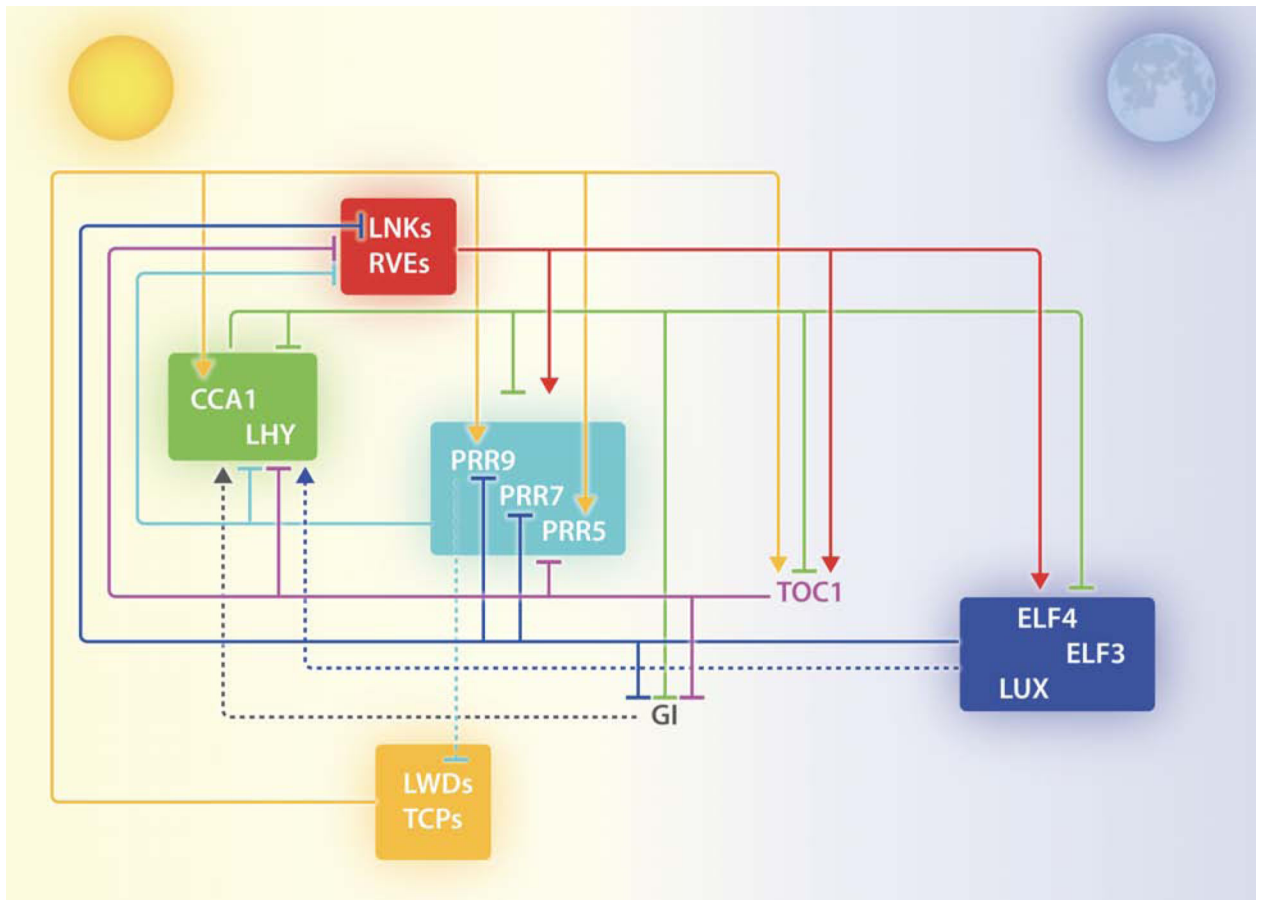 LNKs
RVEs
CCA1
LHY
PRR9
PRR7
PRR5
TOC1
ELF4
ELF3
LUX
GI
LWDs
TCPs